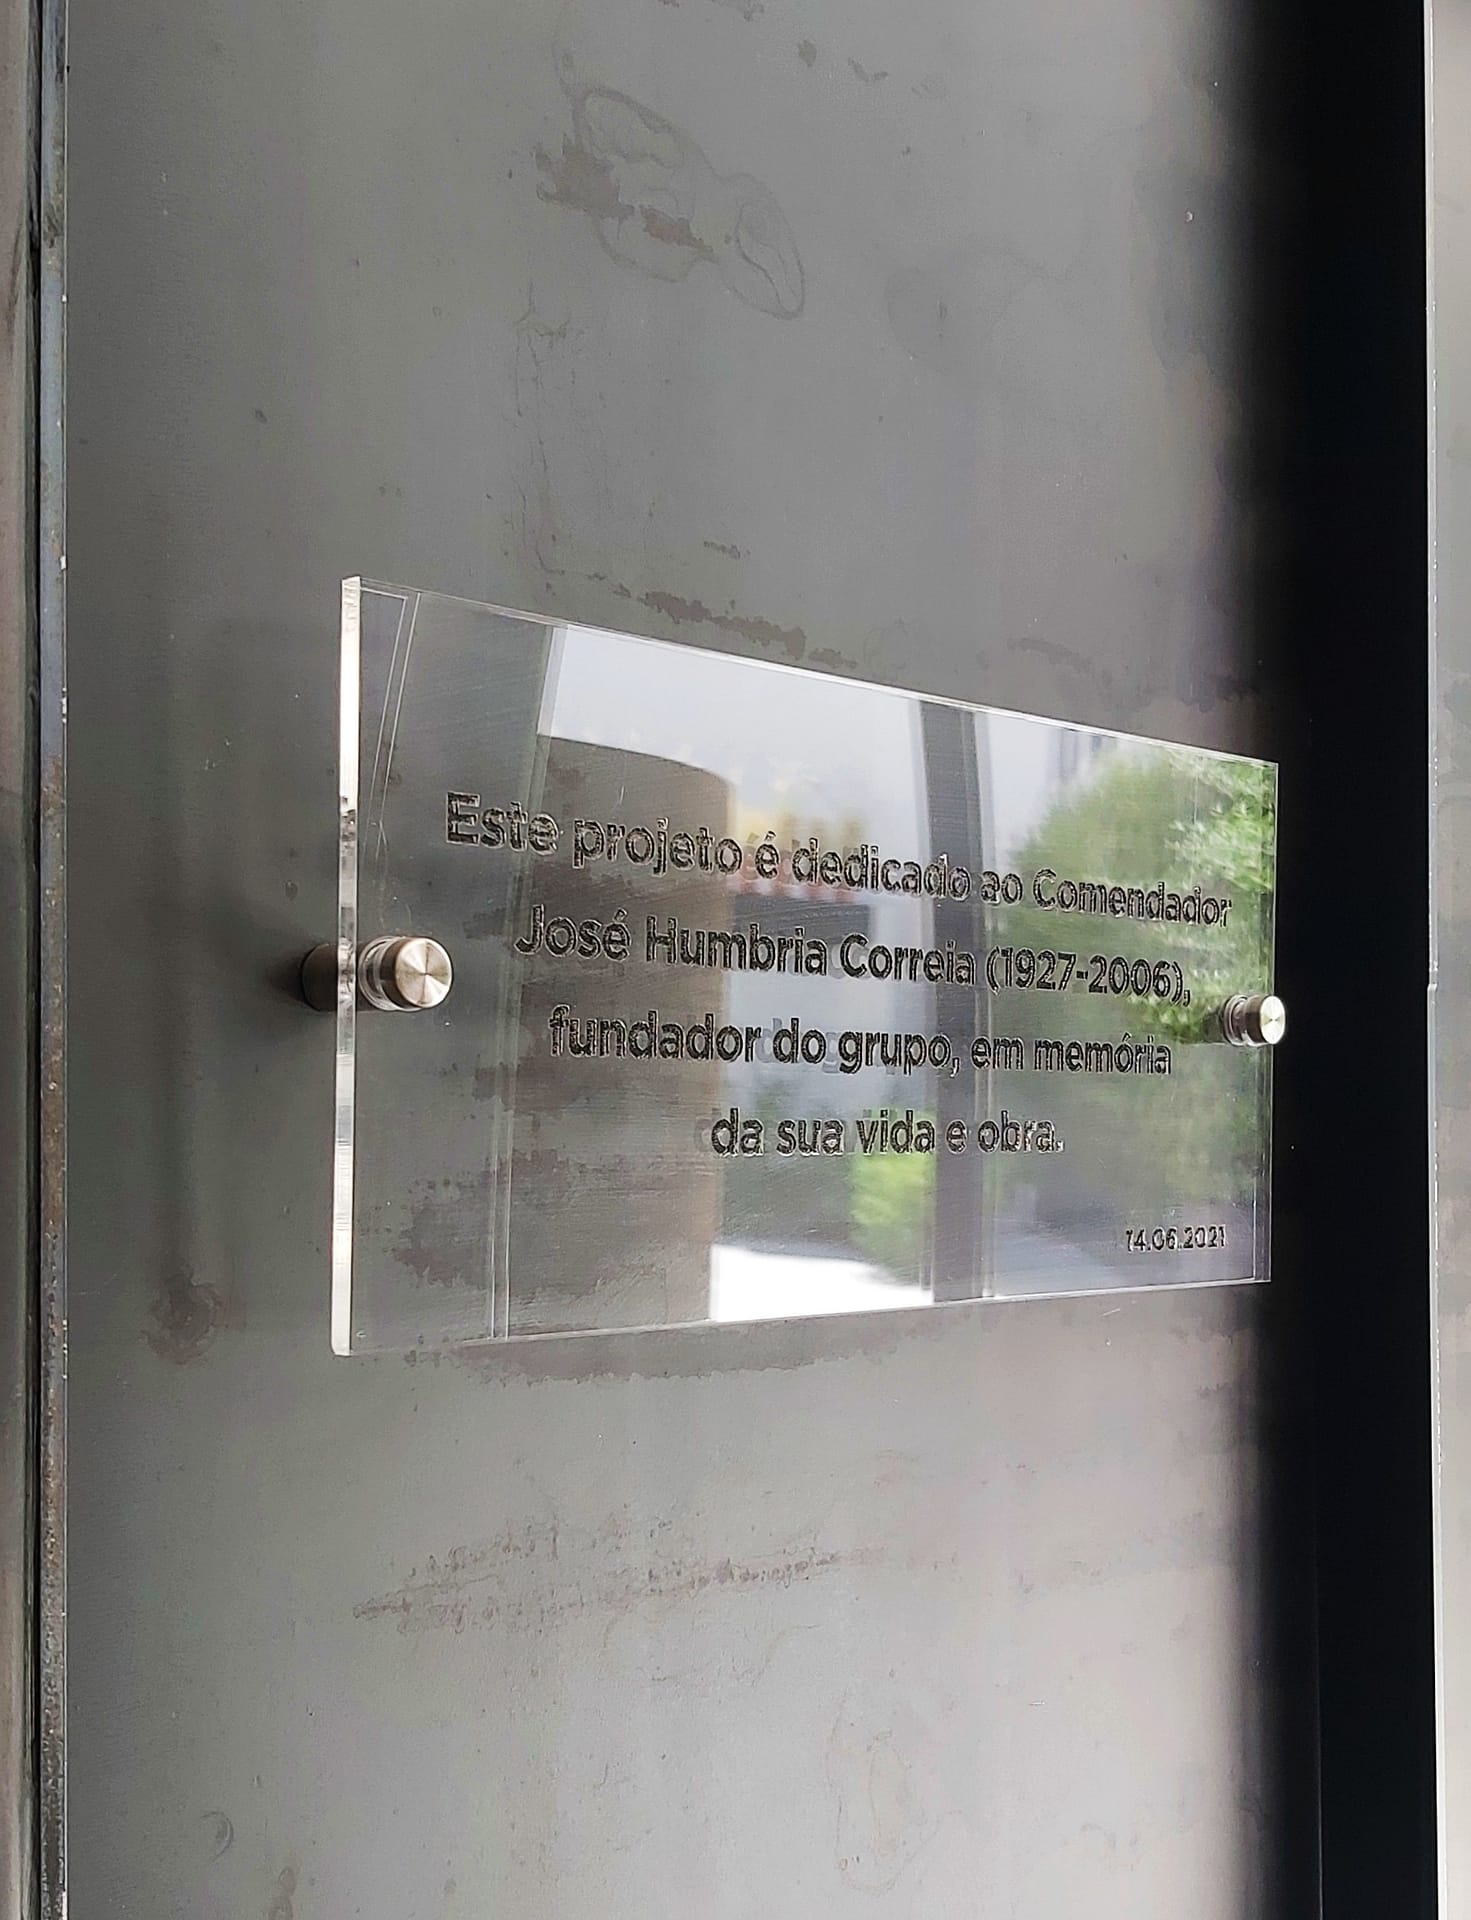 Este projeto é dedicado ao Comendador
José Humbria Correia (1927-2006),
fundador do grupo, em memória
da sua vida e obra.
14.06.2021